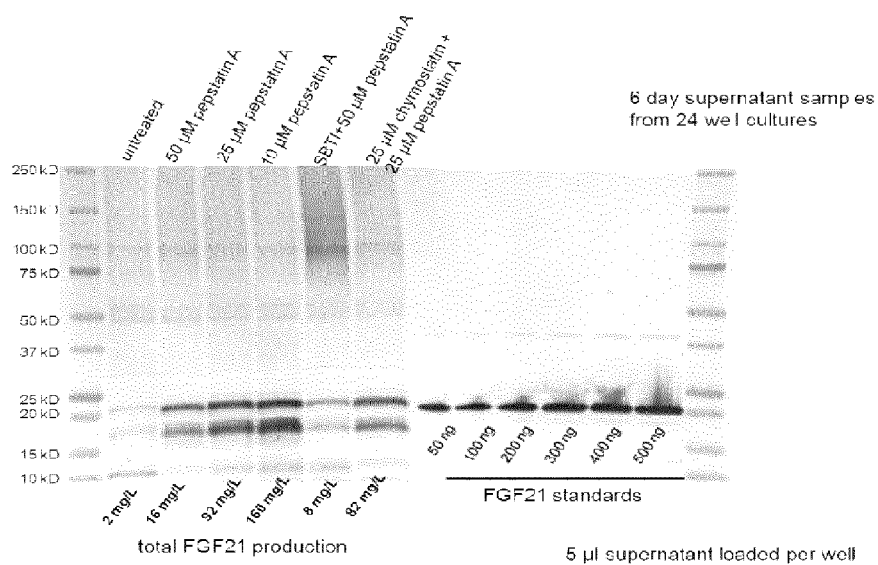 untreated
50 µM pepstatin A
25 µM pepstatin A
10 µM pepstatin A
SBTI+50 µM pepstatin A
25 µM chymostatin +
25 µM pepstatin A
6 day supernatant samples
from 24 well cultures
250 kD
150 kD
100 kD
75 kD
50 kD
37 kD
25 kD
20 kD
15 kD
10 kD
2 mg/L
16 mg/L
92 mg/L
168 mg/L
8 mg/L
82 mg/L
50 ng
100 ng
200 ng
300 ng
400 ng
500 ng
total FGF21 production
FGF21 standards
5 µl supernatant loaded per well